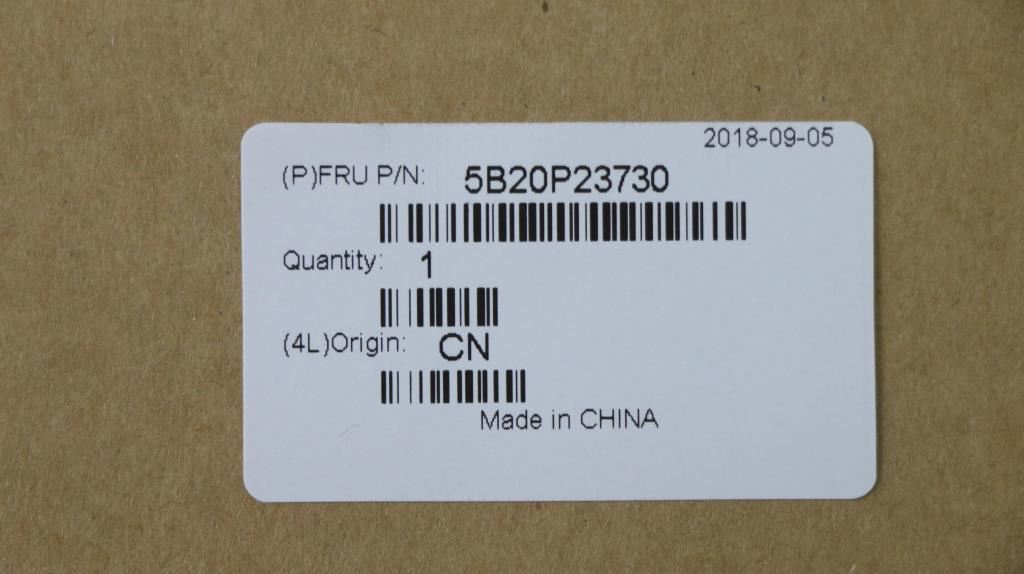 2018-09-05
(P)FRU P/N: 5B20P23730
Quantity: 1
(4L)Origin: CN
Made in CHINA